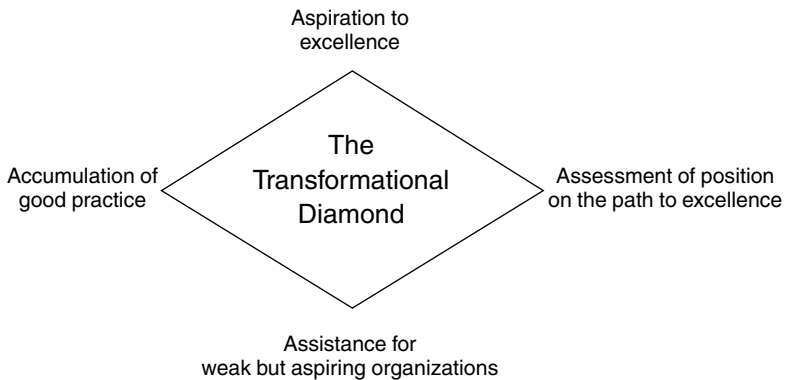 Aspiration to
excellence
The
Transformational
Diamond
Accumulation of
good practice
Assessment of position
on the path to excellence
Assistance for
weak but aspiring organizations